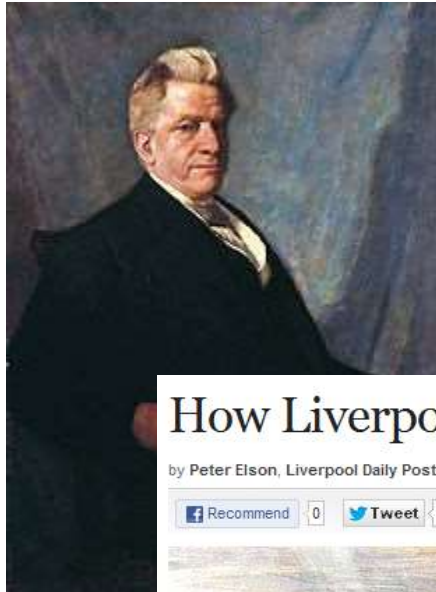 How Liverpo
by Peter Elson, Liverpool Daily Post
Recommend 0 Tweet